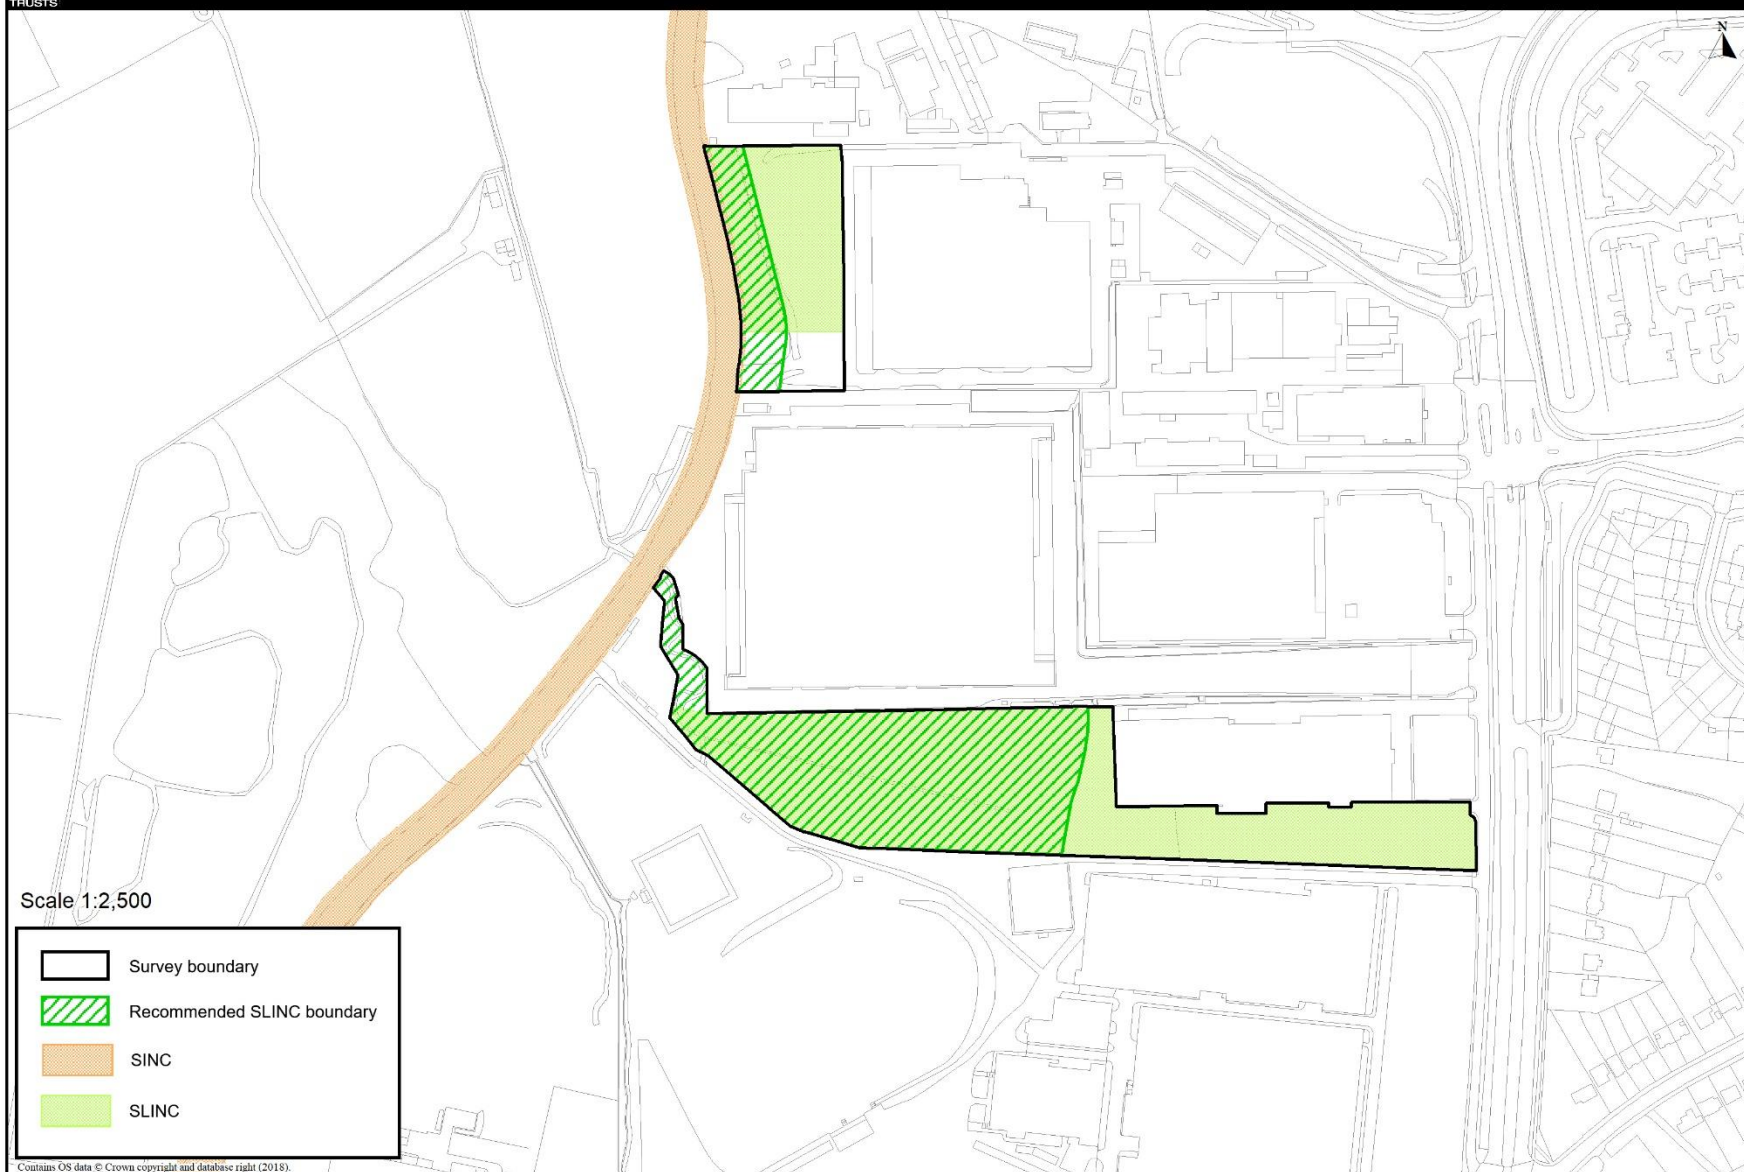 TRUSTS
N
Scale 1:2,500
Survey boundary
Recommended SLINC boundary
SINC
SLINC
Contains OS data © Crown copyright and database right (2018).